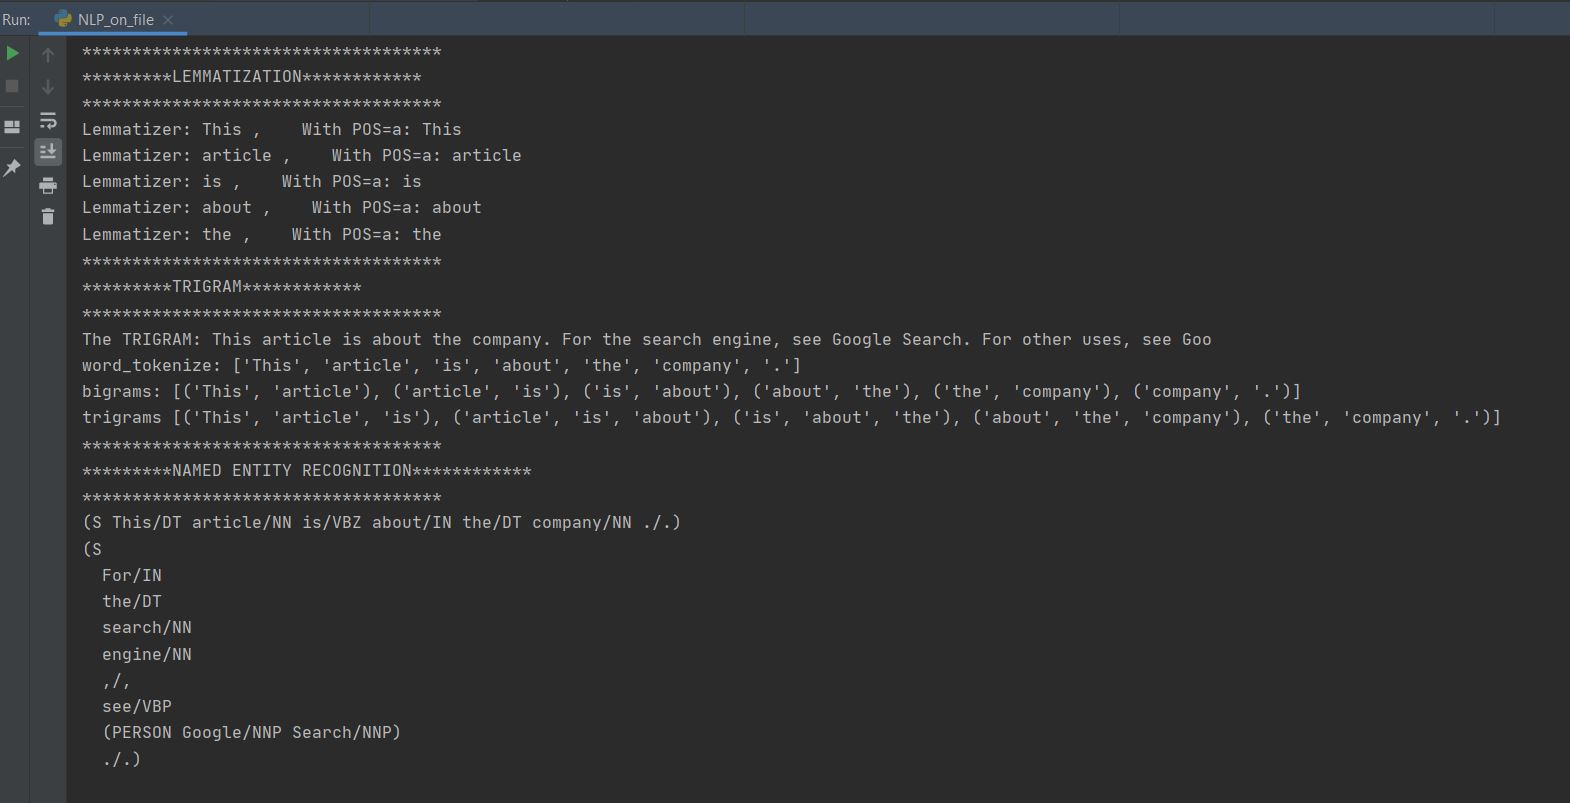 Run: NLP_on_file
************************************
*********LEMMATIZATION************
************************************
Lemmatizer: This ,    With POS=a: This
Lemmatizer: article ,    With POS=a: article
Lemmatizer: is ,    With POS=a: is
Lemmatizer: about ,    With POS=a: about
Lemmatizer: the ,    With POS=a: the
************************************
*********TRIGRAM************
************************************
The TRIGRAM: This article is about the company. For the search engine, see Google Search. For other uses, see Goo
word_tokenize: ['This', 'article', 'is', 'about', 'the', 'company', '.']
bigrams: [('This', 'article'), ('article', 'is'), ('is', 'about'), ('about', 'the'), ('the', 'company'), ('company', '.')]
trigrams [('This', 'article', 'is'), ('article', 'is', 'about'), ('is', 'about', 'the'), ('about', 'the', 'company'), ('the', 'company', '.')]
************************************
*********NAMED ENTITY RECOGNITION************
************************************
(S This/DT article/NN is/VBZ about/IN the/DT company/NN ./.)
(S
  For/IN
  the/DT
  search/NN
  engine/NN
  ,/,
  see/VBP
  (PERSON Google/NNP Search/NNP)
  ./.)